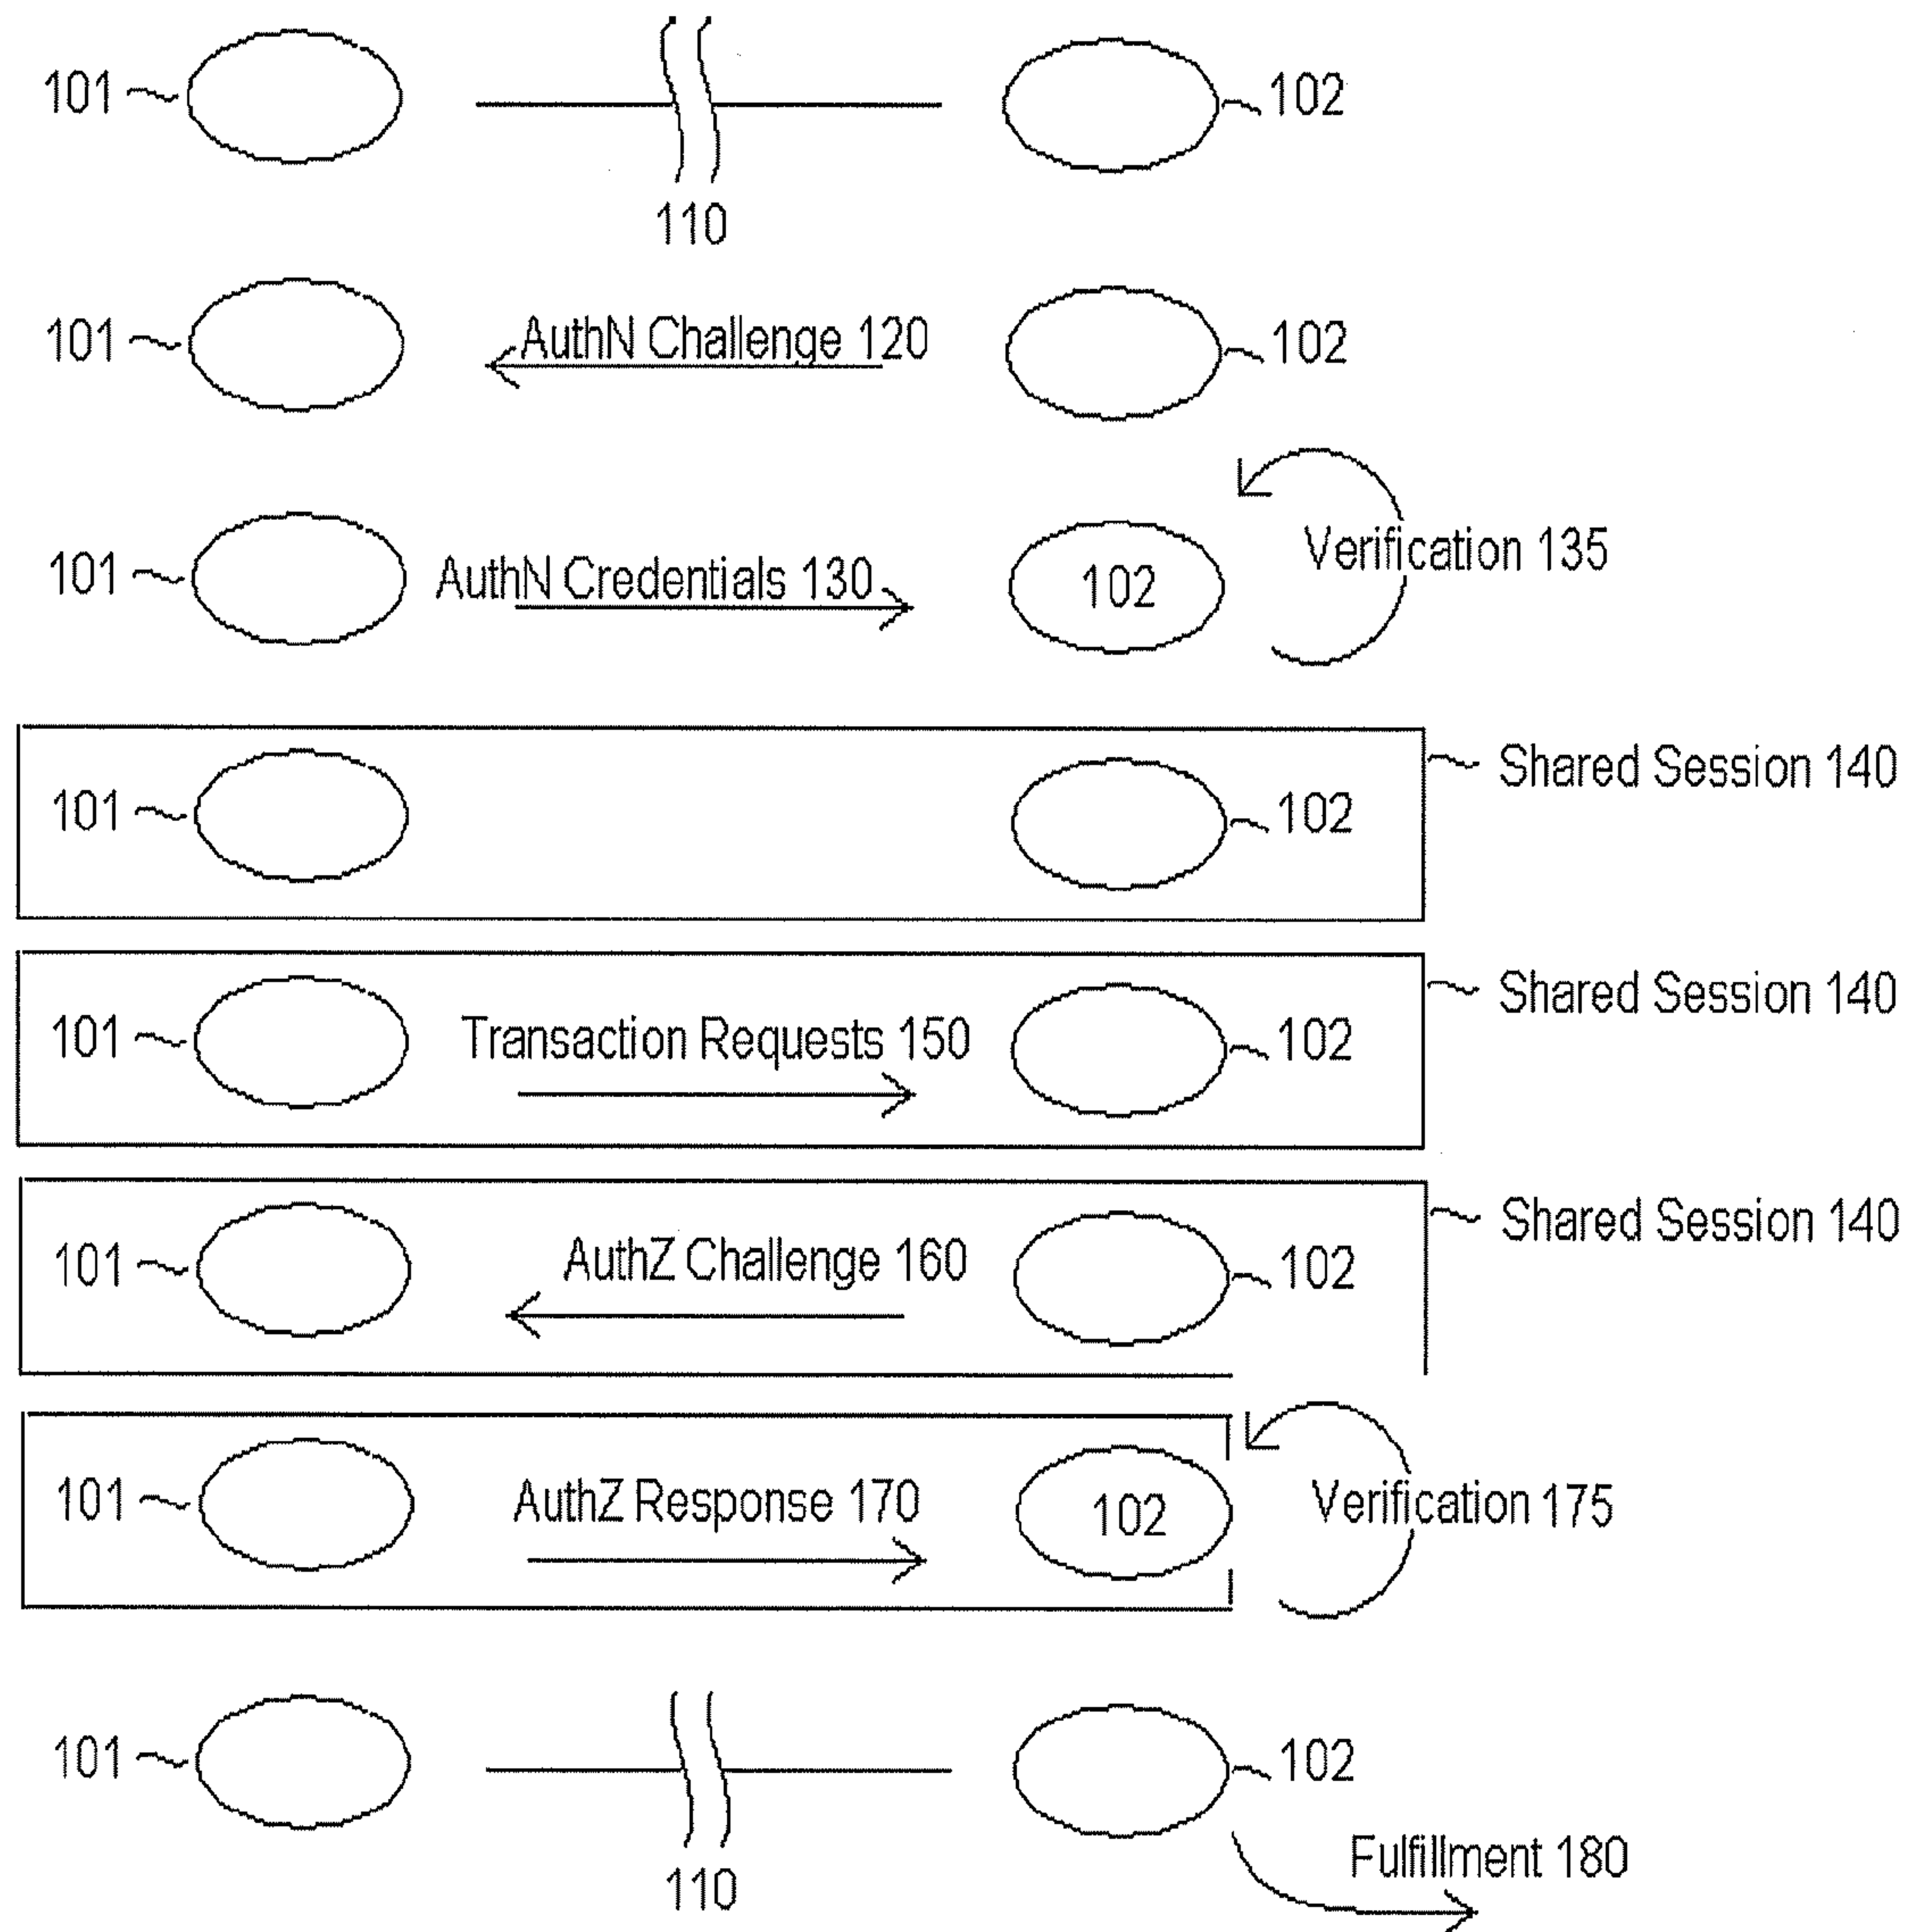 101
102
110
101
AuthN Challenge 120
102
101
AuthN Credentials 130
102
Verification 135
101
102
Shared Session 140
101
Transaction Requests 150
102
Shared Session 140
101
AuthZ Challenge 160
102
Shared Session 140
101
AuthZ Response 170
102
Verification 175
101
102
110
Fulfillment 180